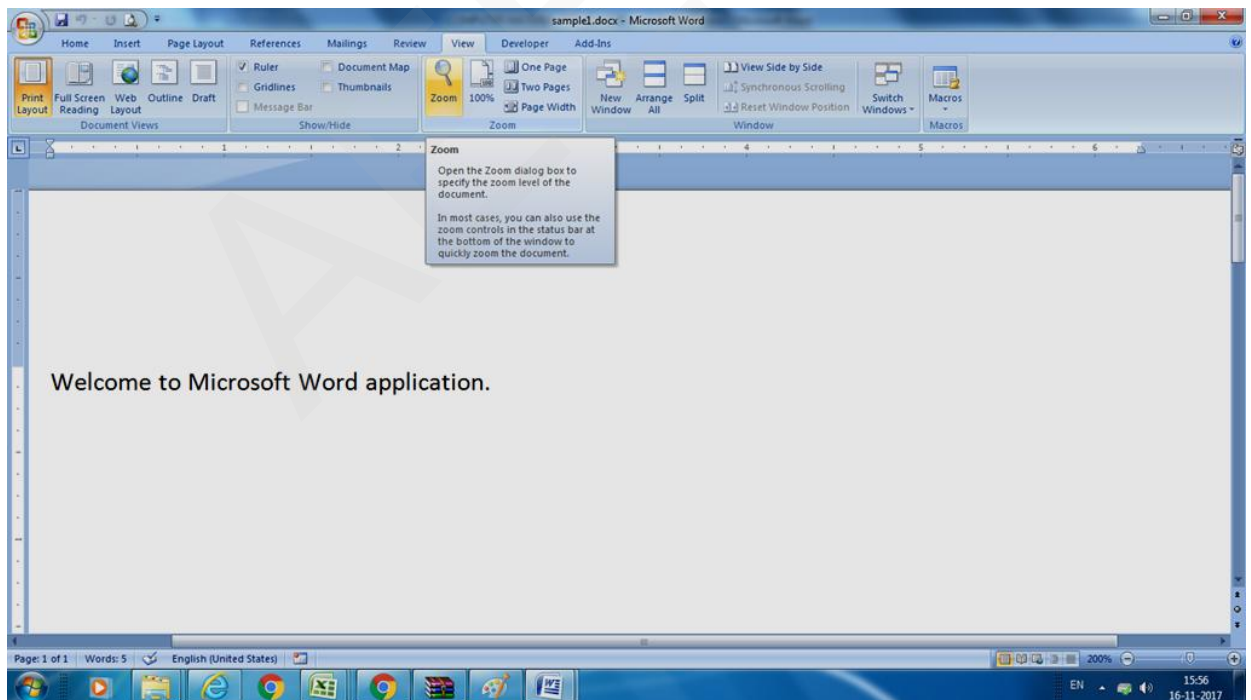 sample1.docx - Microsoft Word
Home Insert Page Layout References Mailings Review View Developer Add-Ins
Print Layout
Full Screen Reading
Web Layout
Outline
Draft
Document Views
Ruler
Gridlines
Message Bar
Document Map
Thumbnails
Show/Hide
Zoom
100%
One Page
Two Pages
Page Width
Zoom
New Window
Arrange All
Split
View Side by Side
Synchronous Scrolling
Reset Window Position
Switch Windows
Window
Macros
Macros
L
1 2 4 5 6
Zoom
Open the Zoom dialog box to
specify the zoom level of the
document.
In most cases, you can also use the
zoom controls in the status bar at
the bottom of the window to
quickly zoom the document.
Welcome to Microsoft Word application.
Page: 1 of 1 Words: 5 English (United States) 200%
EN 15:56
16-11-2017